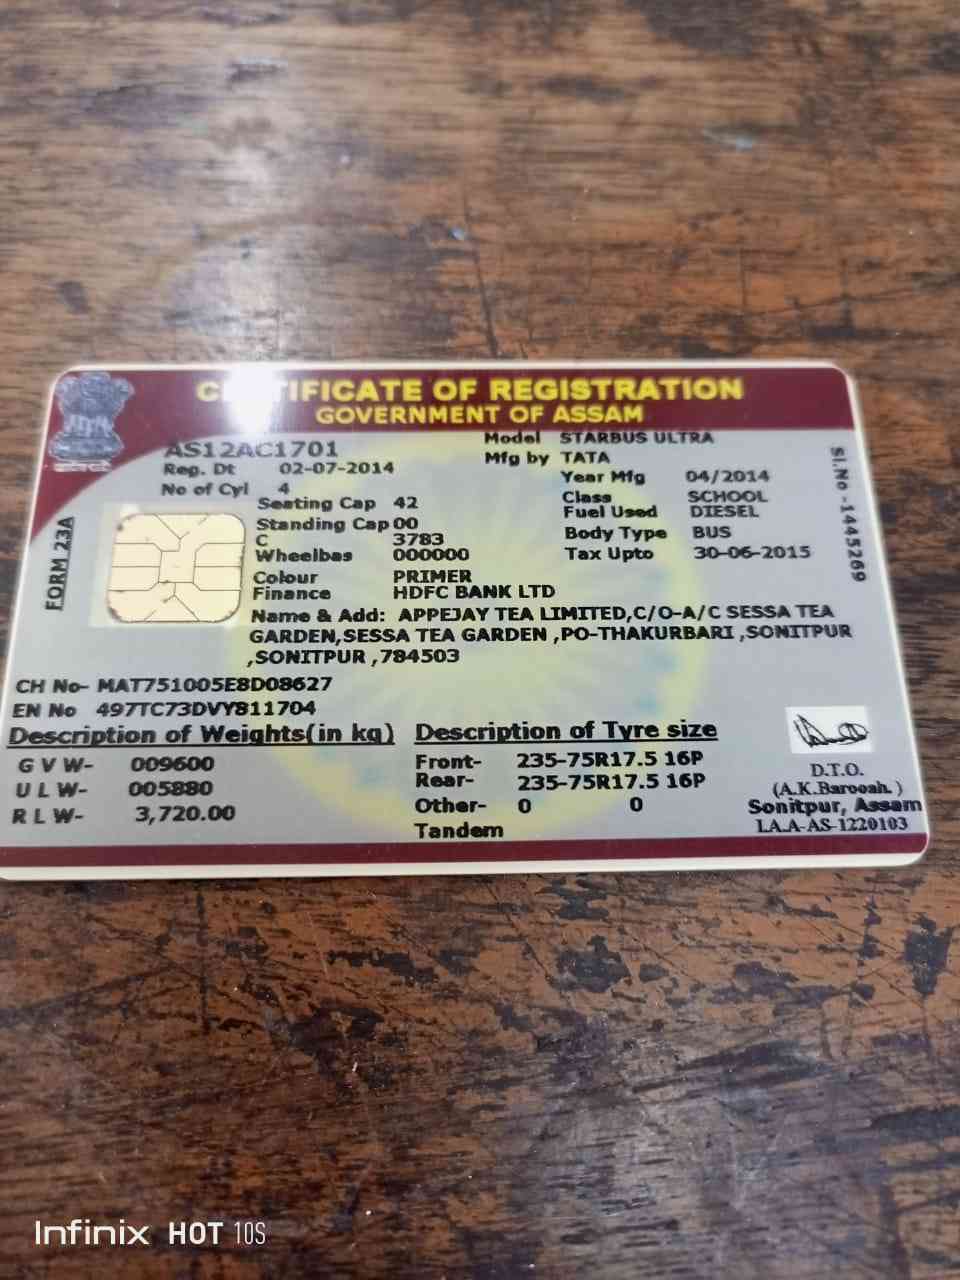 CERTIFICATE OF REGISTRATION
GOVERNMENT OF ASSAM
AS12AC1701
Model STARBUS ULTRA
Reg. Dt 02-07-2014
Mfg by TATA
No of Cyl 4
Year Mfg 04/2014
Seating Cap 42
Class SCHOOL
Standing Cap 00
Fuel Used DIESEL
C C 3783
Body Type BUS
Wheelbas 000000
Tax Upto 30-06-2015
Colour PRIMER
Finance HDFC BANK LTD
Sl.No -1445269
FORM 23A
Name & Add: APPEJAY TEA LIMITED,C/O-A/C SESSA TEA
GARDEN,SESSA TEA GARDEN ,PO-THAKURBARI ,SONITPUR
,SONITPUR ,784503
CH No- MAT751005E8D08627
EN No 497TC73DVY811704
Description of Weights(in kg) Description of Tyre size
G V W- 009600
Front- 235-75R17.5 16P
U L W- 005880
Rear- 235-75R17.5 16P
R L W- 3,720.00
Other- 0 0
Tandem
D.T.O.
(A.K.Barooah. )
Sonitpur, Assam
I.A.A-AS-1220103
Infinix HOT 10S